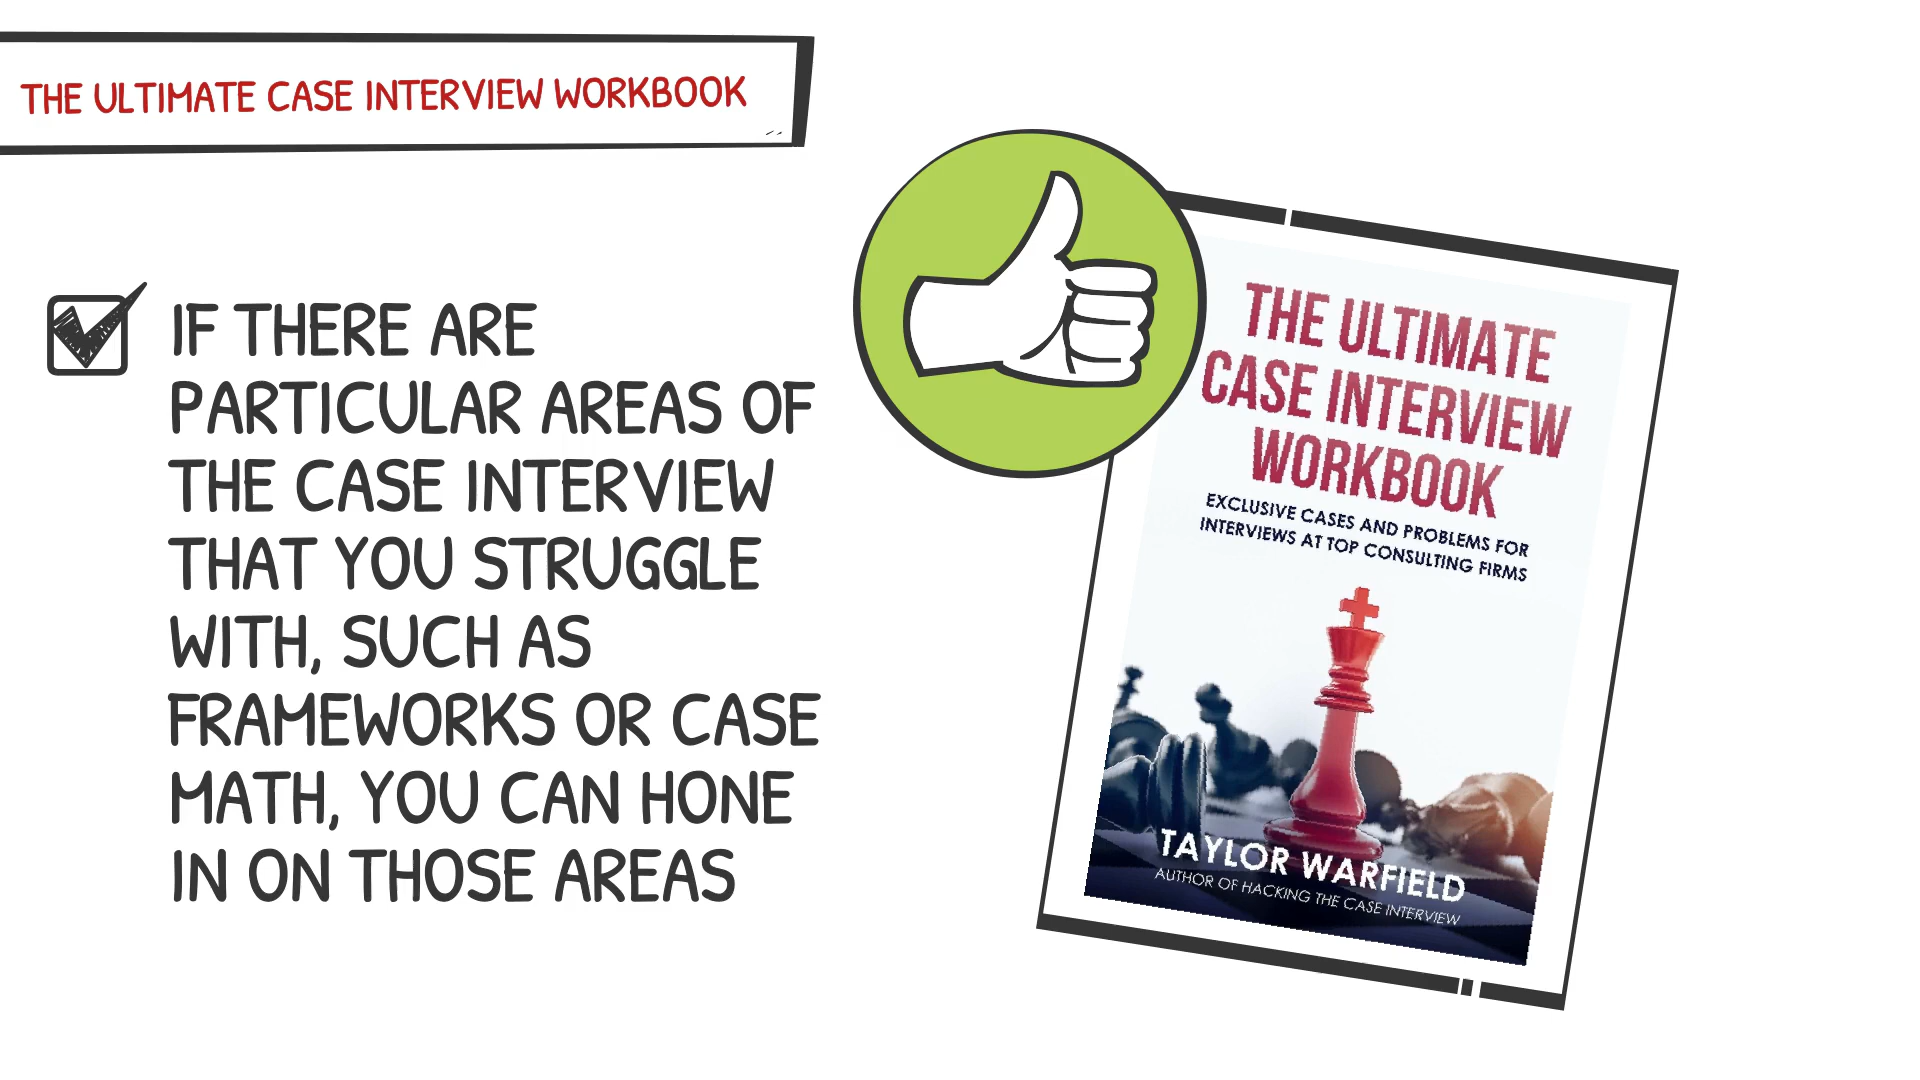 THE ULTIMATE CASE INTERVIEW WORKBOOK
IF THERE ARE
PARTICULAR AREAS OF
THE CASE INTERVIEW
THAT YOU STRUGGLE
WITH, SUCH AS
FRAMEWORKS OR CASE
MATH, YOU CAN HONE
IN ON THOSE AREAS
THE ULTIMATE
CASE INTERVIEW
WORKBOOK
EXCLUSIVE CASES AND PROBLEMS FOR
INTERVIEWS AT TOP CONSULTING FIRMS
TAYLOR WARFIELD
AUTHOR OF HACKING THE CASE INTERVIEW